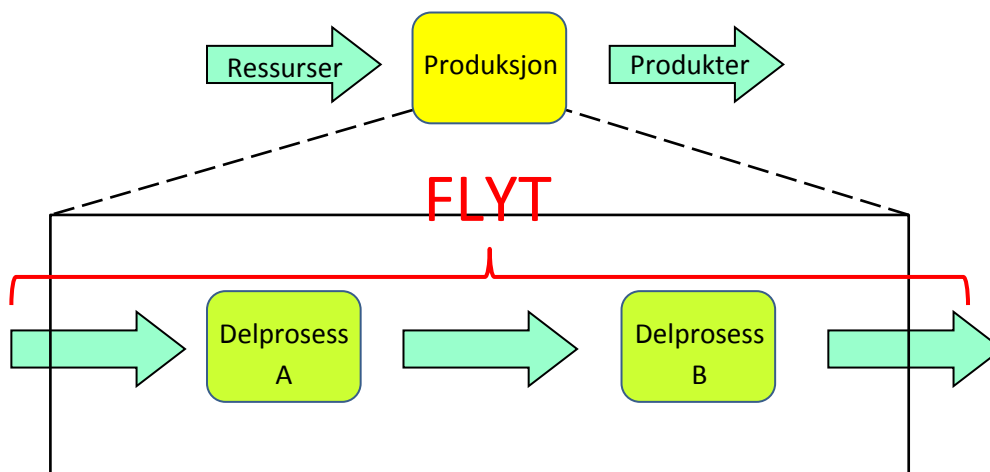 Ressurser
Produksjon
Produkter
FLYT
Delprosess
A
Delprosess
B